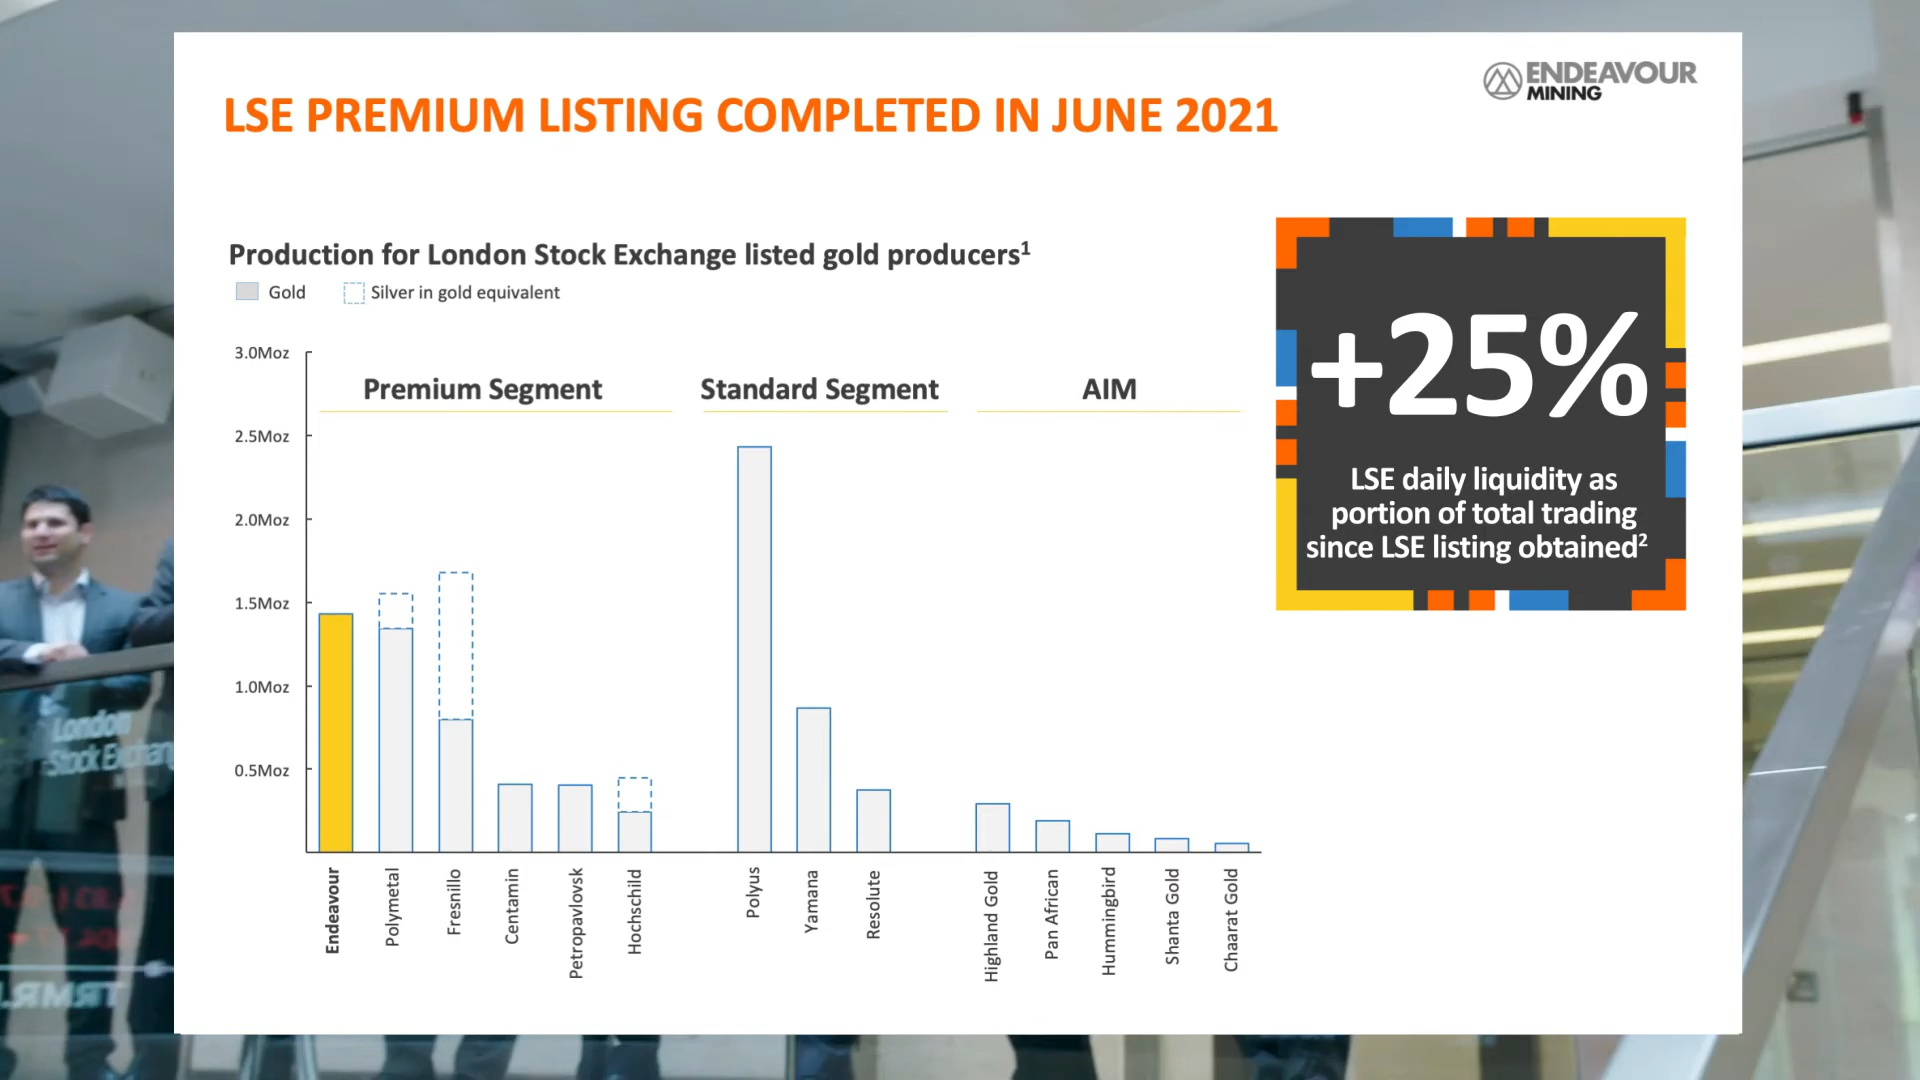 ENDEAVOUR
MINING
LSE PREMIUM LISTING COMPLETED IN JUNE 2021
Production for London Stock Exchange listed gold producers¹
Gold
Silver in gold equivalent
3.0Moz
2.5Moz
2.0Moz
1.5Moz
1.0Moz
0.5Moz
Premium Segment
Standard Segment
AIM
Endeavour
Polymetal
Fresnillo
Centamin
Petropavlovsk
Hochschild
Polyus
Yamana
Resolute
Highland Gold
Pan African
Hummingbird
Shanta Gold
Chaarat Gold
+25%
LSE daily liquidity as
portion of total trading
since LSE listing obtained²
London
Stock Exchan